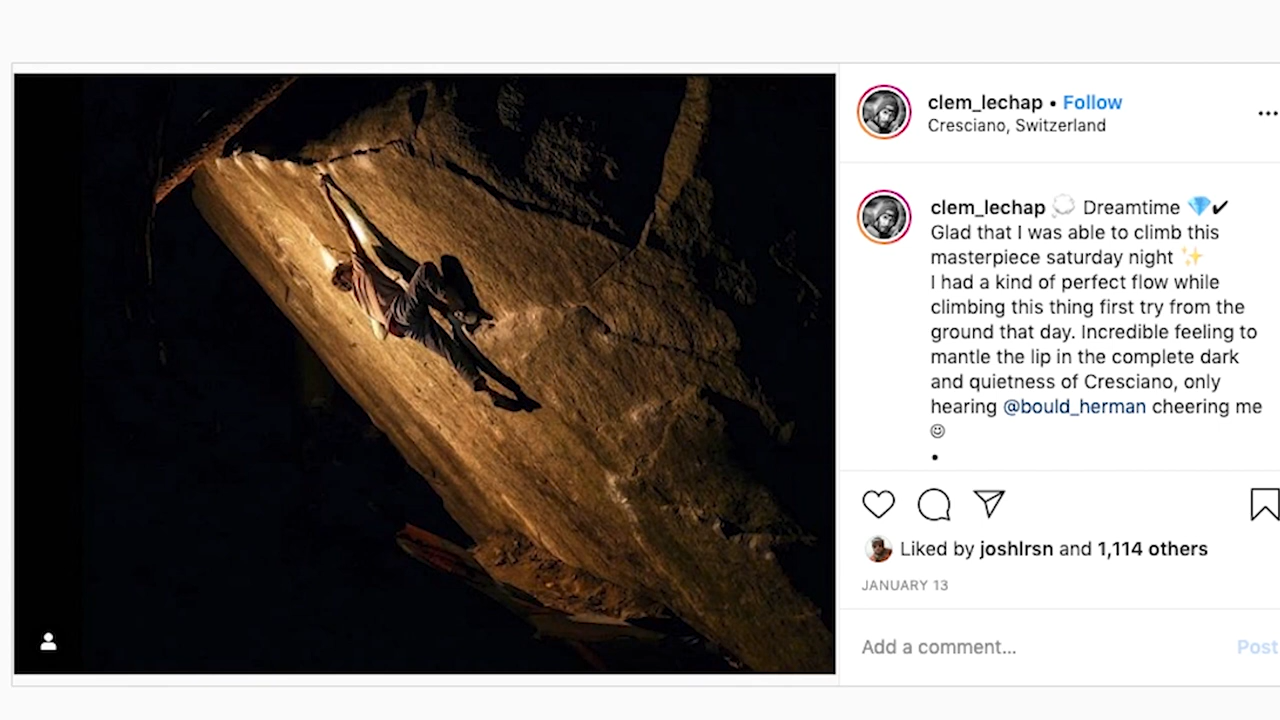 clem_lechap • Follow
Cresciano, Switzerland
clem_lechap 💭 Dreamtime 💎✔
Glad that I was able to climb this
masterpiece saturday night ✨
I had a kind of perfect flow while
climbing this thing first try from the
ground that day. Incredible feeling to
mantle the lip in the complete dark
and quietness of Cresciano, only
hearing @bould_herman cheering me
☺
•
Liked by joshlrsn and 1,114 others
JANUARY 13
Add a comment...
Post